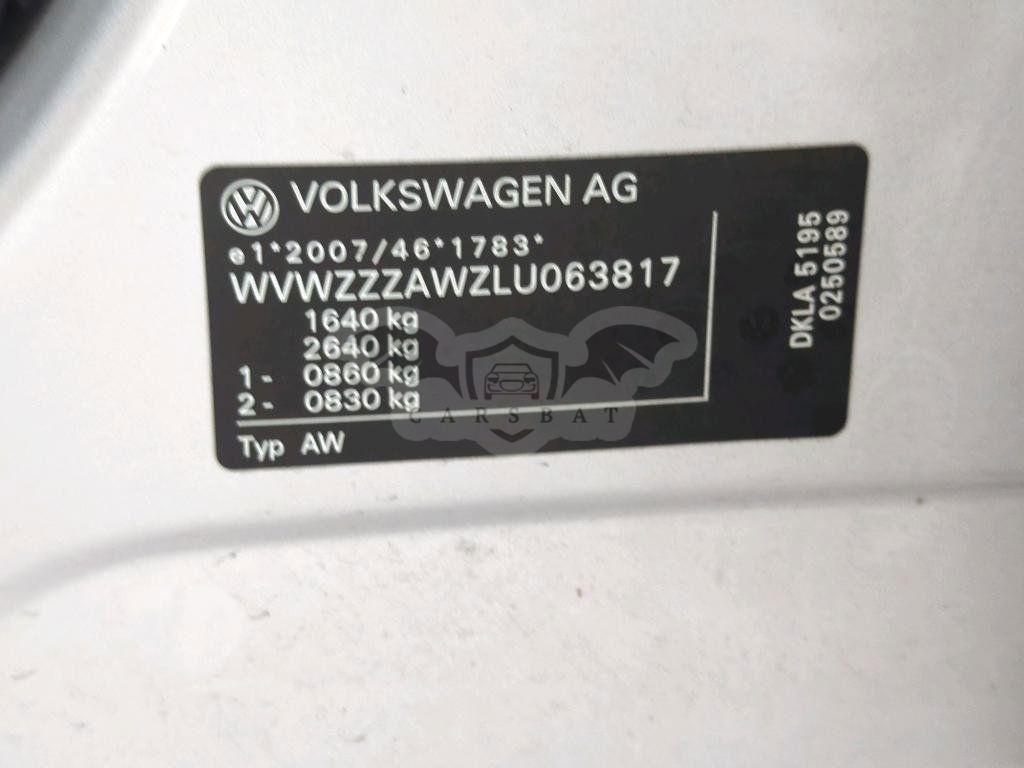 VOLKSWAGEN AG
e1*2007/46*1783*
WVWZZZAWZLU063817
1640 kg
2640 kg
1- 0860 kg
2- 0830 kg
Typ AW
DKLA 5195
0250589
CARSBAT